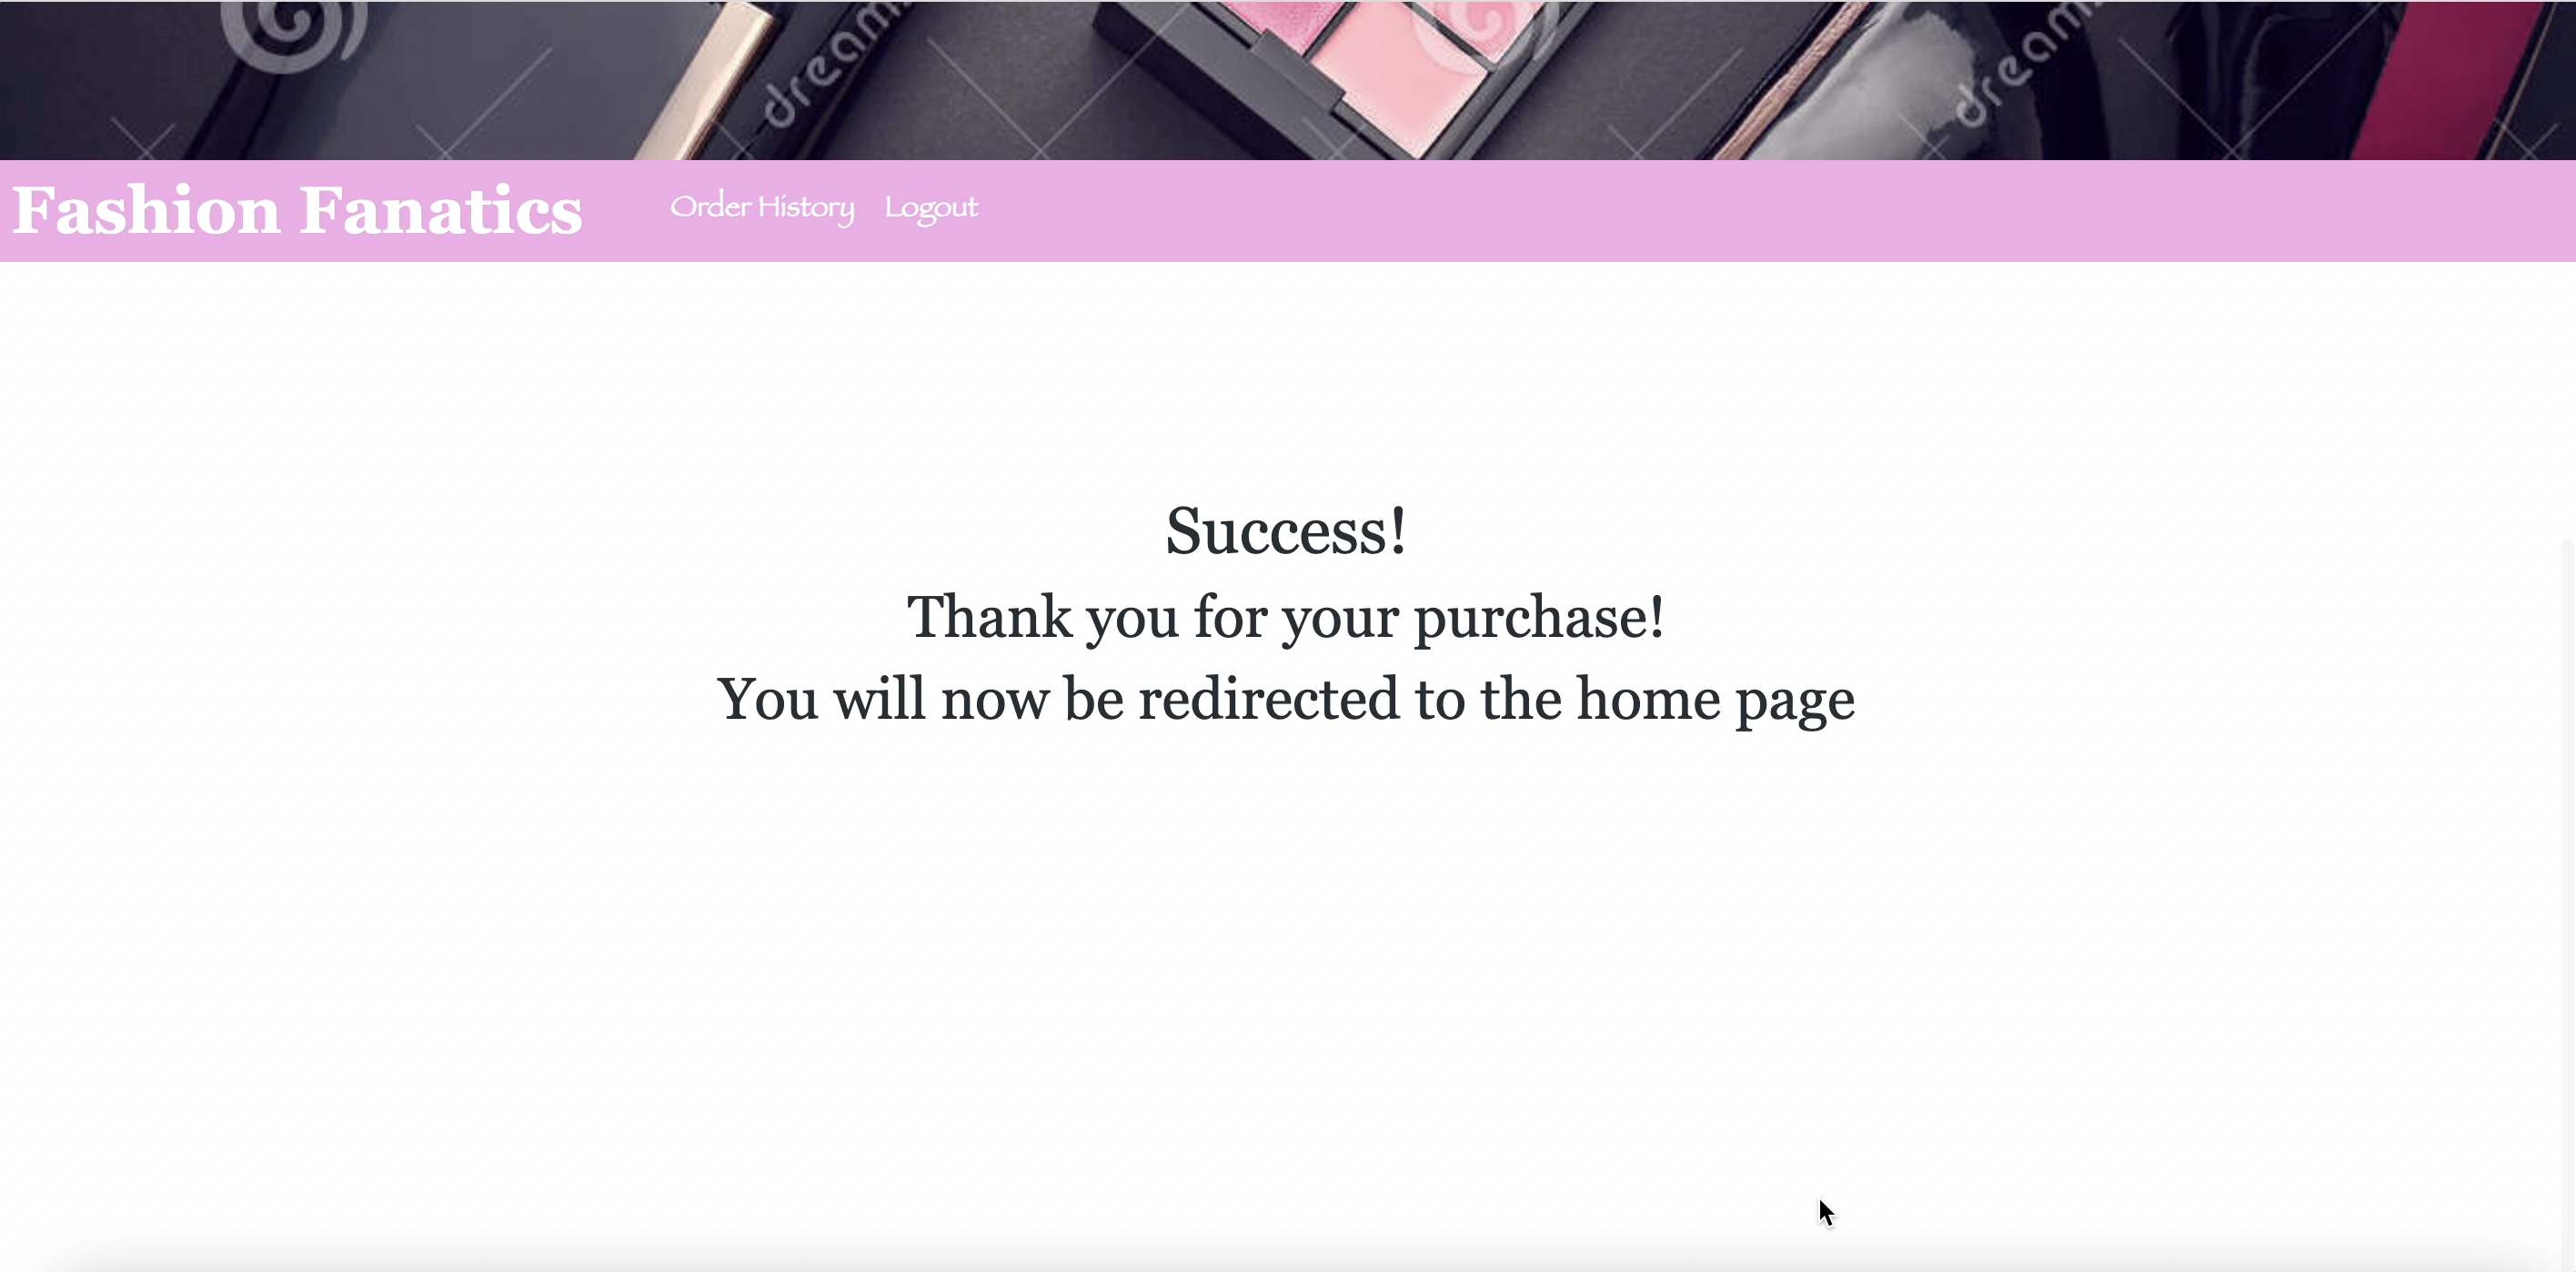 dream
dream
Fashion Fanatics
Order History
Logout
Success!
Thank you for your purchase!
You will now be redirected to the home page